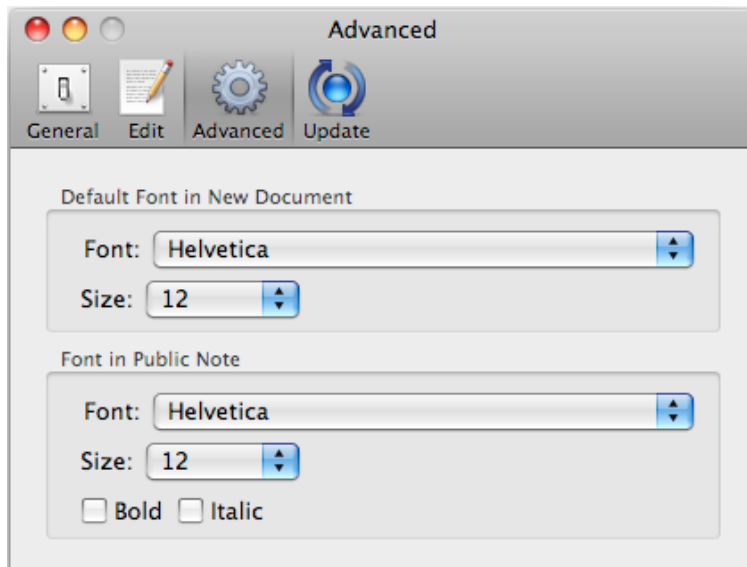 Advanced
General Edit Advanced Update
Default Font in New Document
Font: Helvetica
Size: 12
Font in Public Note
Font: Helvetica
Size: 12
Bold Italic